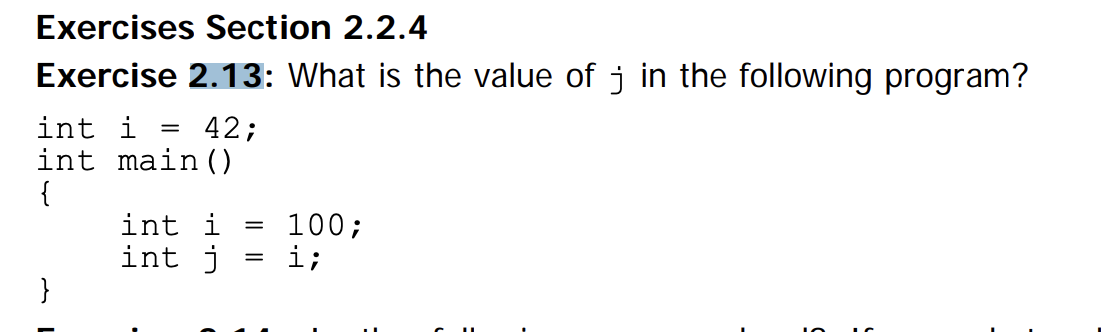 Exercises Section 2.2.4
Exercise 2.13: What is the value of j in the following program?
int i = 42;
int main()
{
    int i = 100;
    int j = i;
}